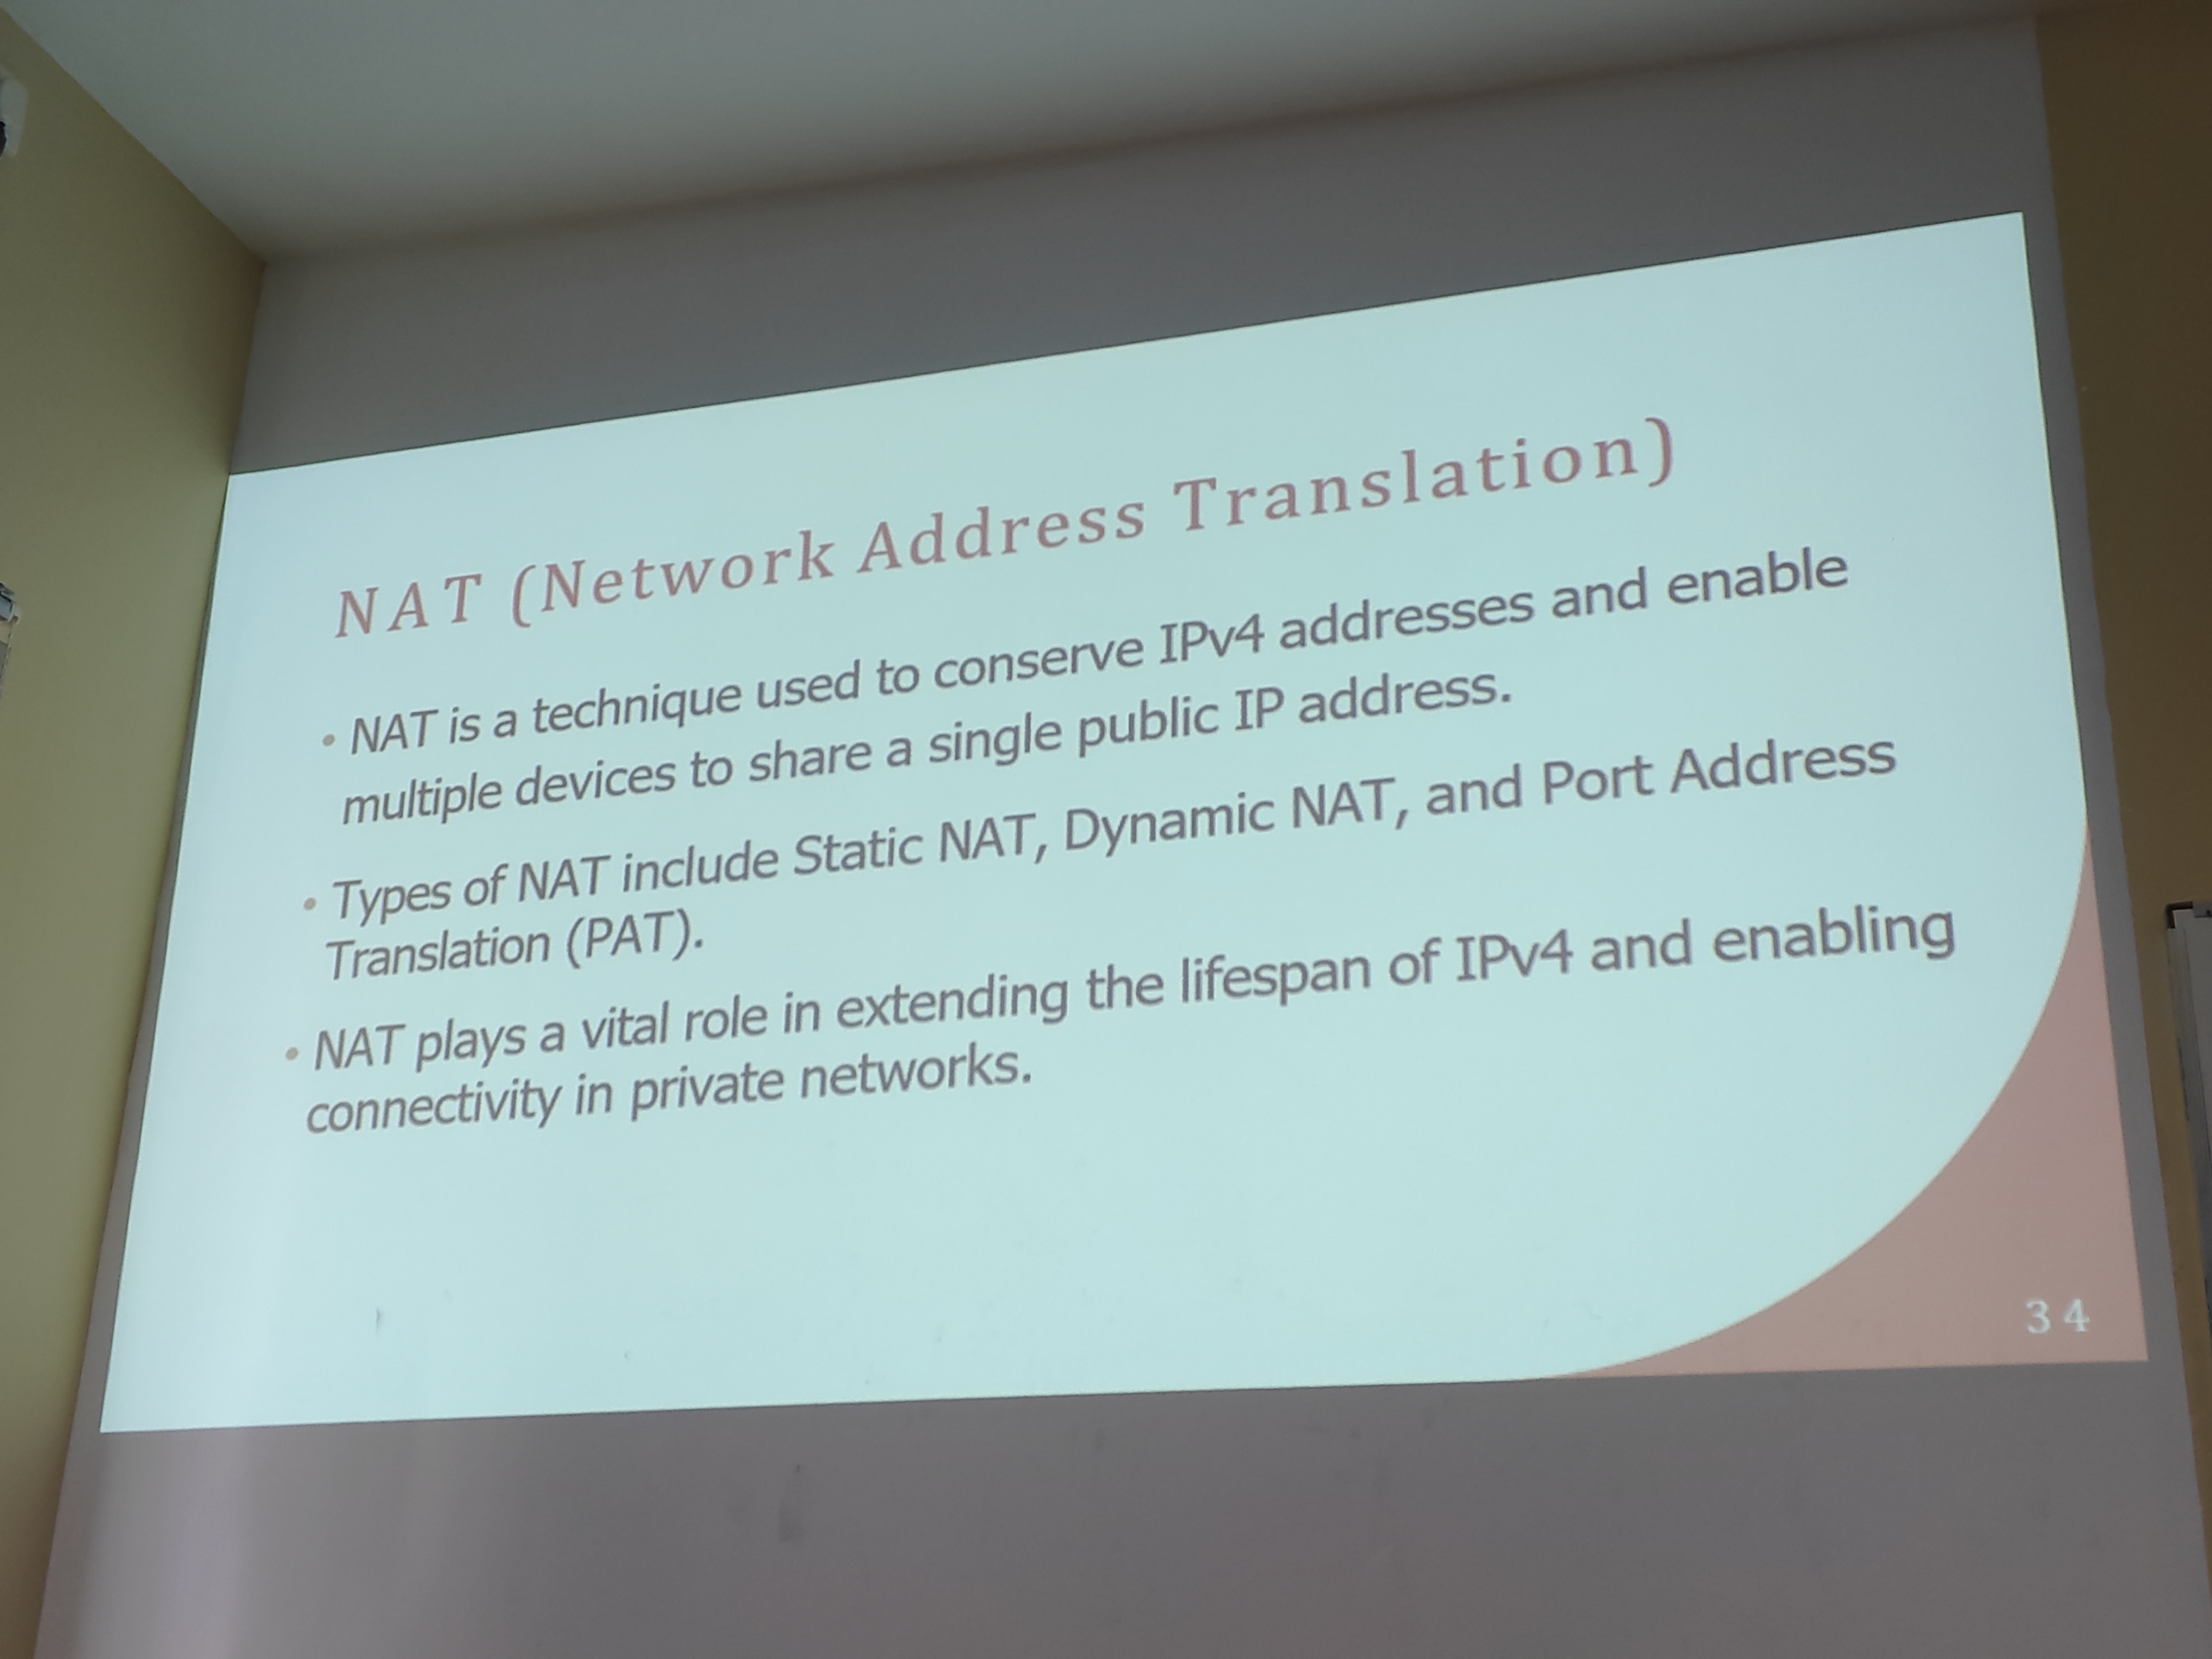 NAT (Network Address Translation)
• NAT is a technique used to conserve IPv4 addresses and enable
multiple devices to share a single public IP address.
• Types of NAT include Static NAT, Dynamic NAT, and Port Address
Translation (PAT).
• NAT plays a vital role in extending the lifespan of IPv4 and enabling
connectivity in private networks.
34